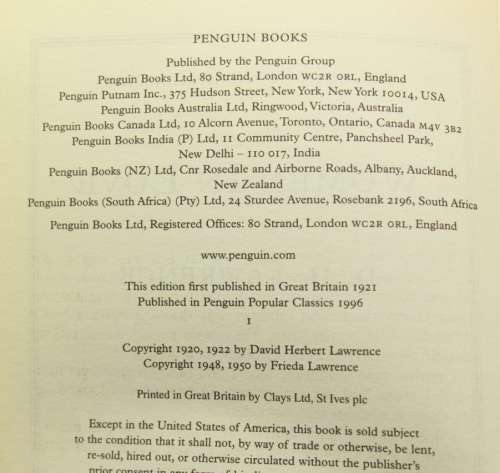 PENGUIN BOOKS
Published by the Penguin Group
Penguin Books Ltd, 80 Strand, London WC2R 0RL, England
Penguin Putnam Inc., 375 Hudson Street, New York, New York 10014, USA
Penguin Books Australia Ltd, Ringwood, Victoria, Australia
Penguin Books Canada Ltd, 10 Alcorn Avenue, Toronto, Ontario, Canada M4V 3B2
Penguin Books India (P) Ltd, 11 Community Centre, Panchsheel Park,
New Delhi – 110 017, India
Penguin Books (NZ) Ltd, Cnr Rosedale and Airborne Roads, Albany, Auckland,
New Zealand
Penguin Books (South Africa) (Pty) Ltd, 24 Sturdee Avenue, Rosebank 2196, South Africa
Penguin Books Ltd, Registered Offices: 80 Strand, London WC2R 0RL, England
www.penguin.com
This edition first published in Great Britain 1921
Published in Penguin Popular Classics 1996
1
Copyright 1920, 1922 by David Herbert Lawrence
Copyright 1948, 1950 by Frieda Lawrence
Printed in Great Britain by Clays Ltd, St Ives plc
Except in the United States of America, this book is sold subject
to the condition that it shall not, by way of trade or otherwise, be lent,
re-sold, hired out, or otherwise circulated without the publisher's
prior consent in any form of